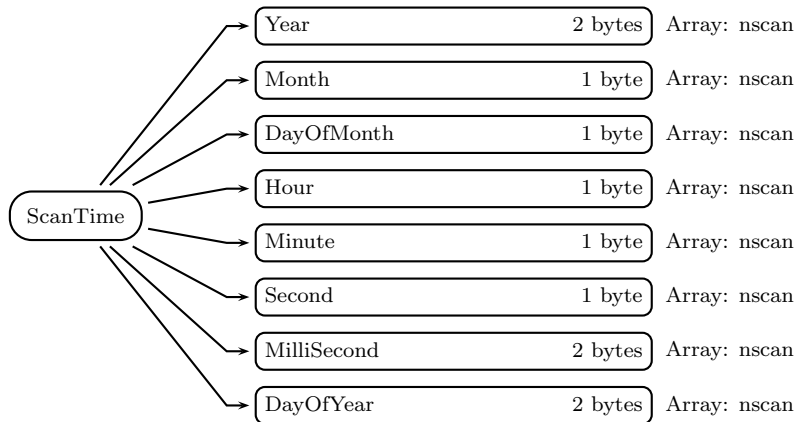 Year 2 bytes Array: nscan
Month 1 byte Array: nscan
DayOfMonth 1 byte Array: nscan
Hour 1 byte Array: nscan
ScanTime
Minute 1 byte Array: nscan
Second 1 byte Array: nscan
MilliSecond 2 bytes Array: nscan
DayOfYear 2 bytes Array: nscan